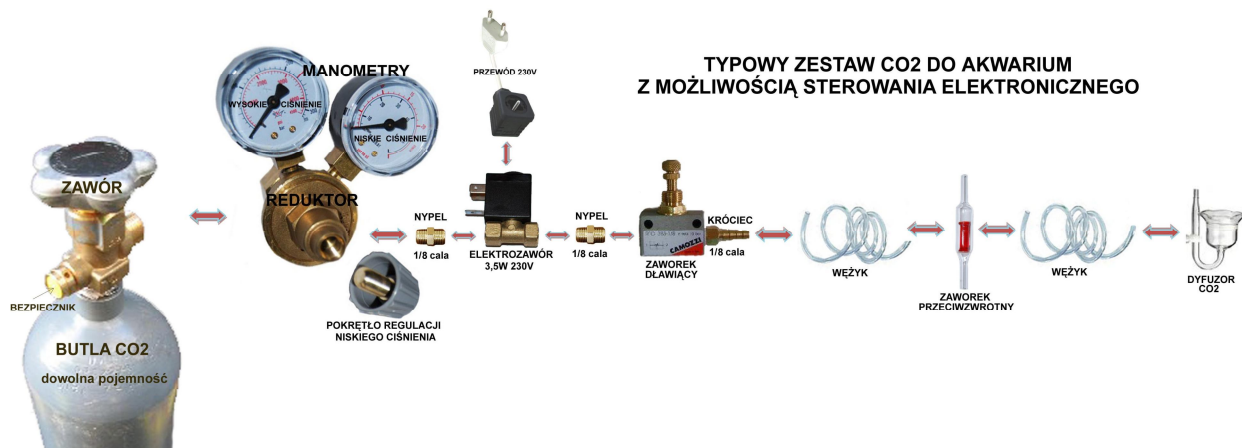 TYPOWY ZESTAW CO2 DO AKWARIUM
Z MOŻLIWOŚCIĄ STEROWANIA ELEKTRONICZNEGO
ZAWÓR
BEZPIECZNIK
BUTLA CO2
dowolna pojemność
MANOMETRY
WYSOKIE CIŚNIENIE
NISKIE CIŚNIENIE
REDUKTOR
POKRĘTŁO REGULACJI
NISKIEGO CIŚNIENIA
NYPEL
1/8 cala
PRZEWÓD 230V
ELEKTROZAWÓR
3,5W 230V
NYPEL
1/8 cala
CAMOZZI
ZAWOREK
DŁAWIĄCY
KRÓCIEC
1/8 cala
WĘŻYK
ZAWOREK
PRZECIWZWROTNY
WĘŻYK
DYFUZOR
CO2